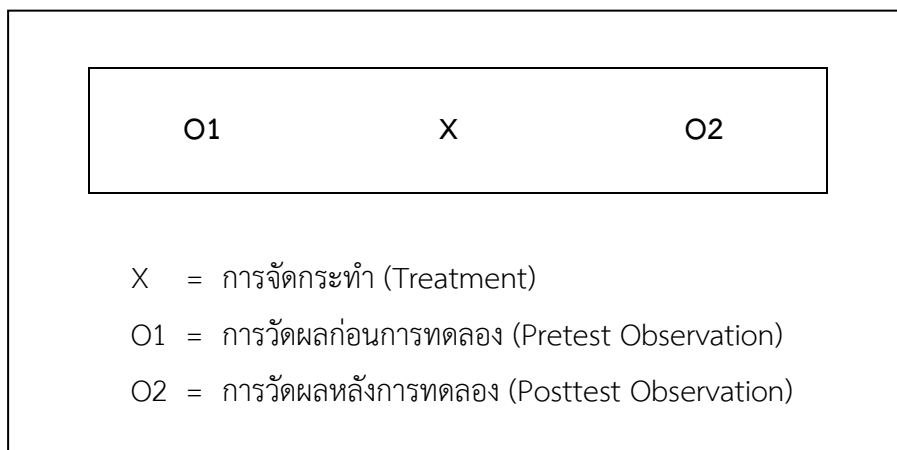 O1 X O2
X = การจัดกระทำ (Treatment)
O1 = การวัดผลก่อนการทดลอง (Pretest Observation)
O2 = การวัดผลหลังการทดลอง (Posttest Observation)